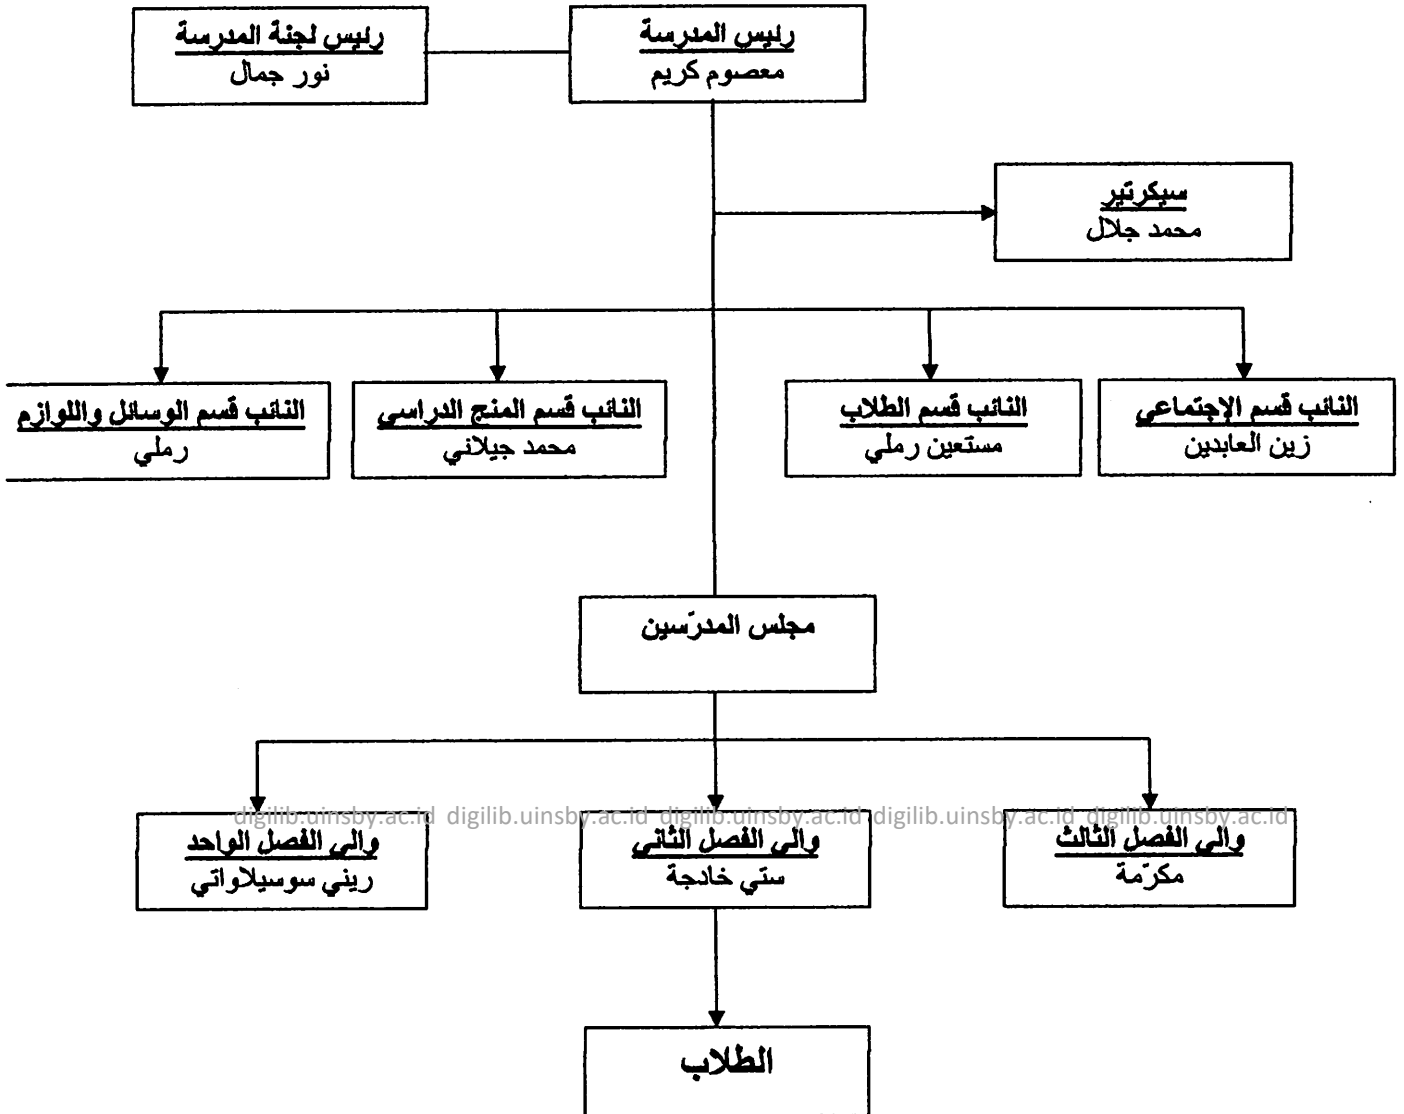 رئيس المدرسة
معصوم كريم
رئيس لجنة المدرسة
نور جمال
سيكرتير
محمد جلال
النائب قسم الإجتماعي
زين العابدين
النائب قسم الطلاب
مستعين رملي
النائب قسم المنج الدراسي
محمد جيلاني
النائب قسم الوسائل واللوازم
رملي
مجلس المدرّسين
digilib.uinsby.ac.id digilib.uinsby.ac.id digilib.uinsby.ac.id digilib.uinsby.ac.id digilib.uinsby.ac.id
والي الفصل الثالث
مكرّمة
والي الفصل الثاني
ستي خادجة
والي الفصل الواحد
ريني سوسيلاواتي
الطلاب